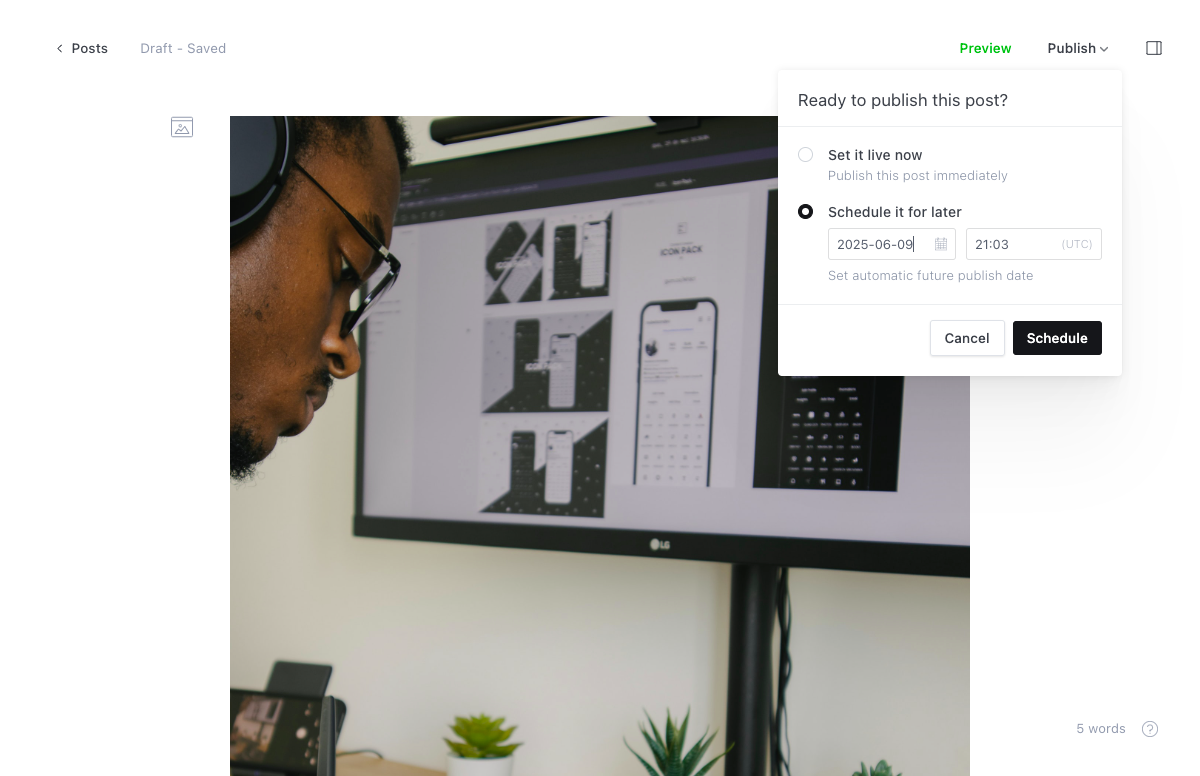 Posts
Draft - Saved
Preview
Publish
Ready to publish this post?
Set it live now
Publish this post immediately
Schedule it for later
2025-06-09
21:03
(UTC)
Set automatic future publish date
Cancel
Schedule
ICON PACK
ICON PACK
LG
5 words
?